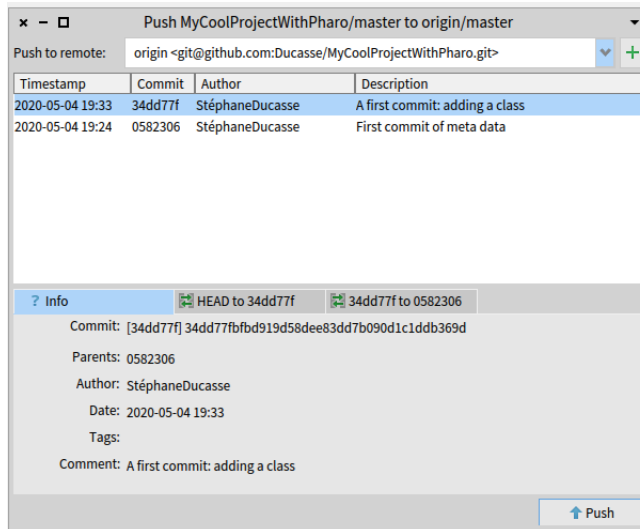 Push MyCoolProjectWithPharo/master to origin/master
Push to remote: origin <git@github.com:Ducasse/MyCoolProjectWithPharo.git>
Timestamp Commit Author Description
2020-05-04 19:33 34dd77f StéphaneDucasse A first commit: adding a class
2020-05-04 19:24 0582306 StéphaneDucasse First commit of meta data
? Info HEAD to 34dd77f 34dd77f to 0582306
Commit: [34dd77f] 34dd77fbfbd919d58dee83dd7b090d1c1ddb369d
Parents: 0582306
Author: StéphaneDucasse
Date: 2020-05-04 19:33
Tags:
Comment: A first commit: adding a class
Push